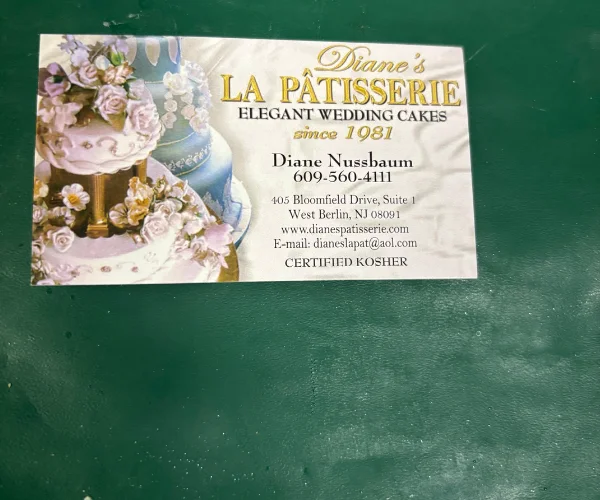 Diane's
LA PÂTISSERIE
ELEGANT WEDDING CAKES
since 1981
Diane Nussbaum
609-560-4111
405 Bloomfield Drive, Suite 1
West Berlin, NJ 08091
www.dianespatisserie.com
E-mail: dianeslapat@aol.com
CERTIFIED KOSHER